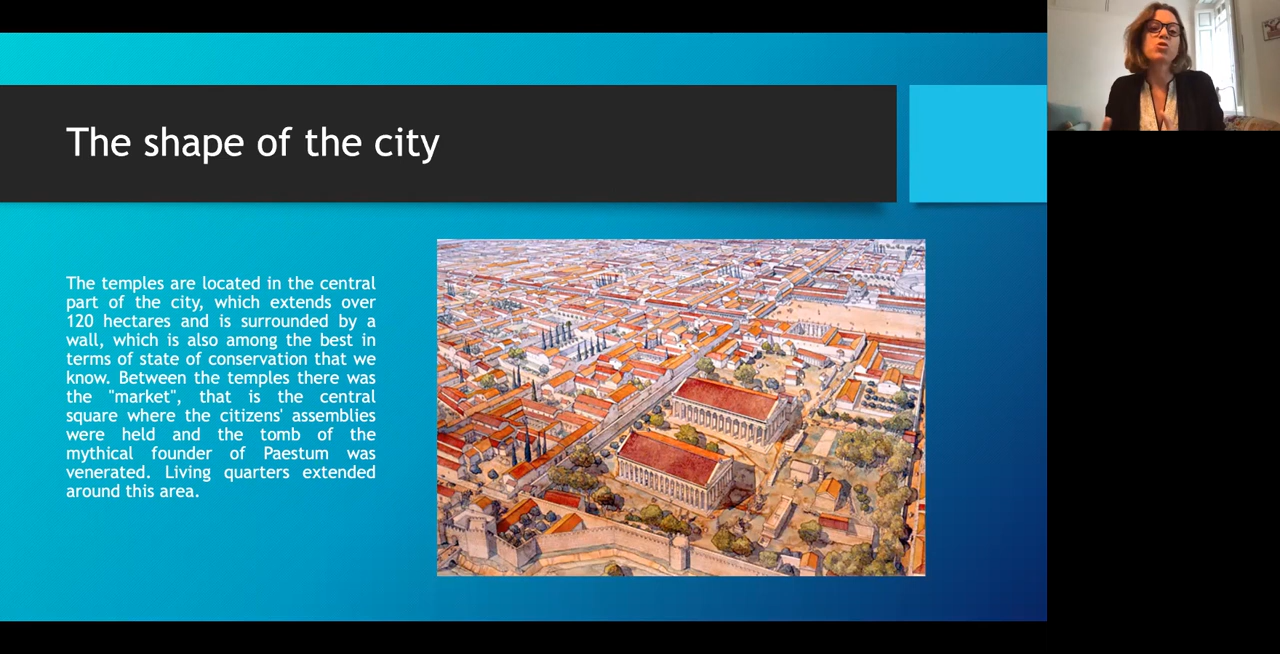 The shape of the city
The temples are located in the central
part of the city, which extends over
120 hectares and is surrounded by a
wall, which is also among the best in
terms of state of conservation that we
know. Between the temples there was
the "market", that is the central
square where the citizens' assemblies
were held and the tomb of the
mythical founder of Paestum was
venerated. Living quarters extended
around this area.